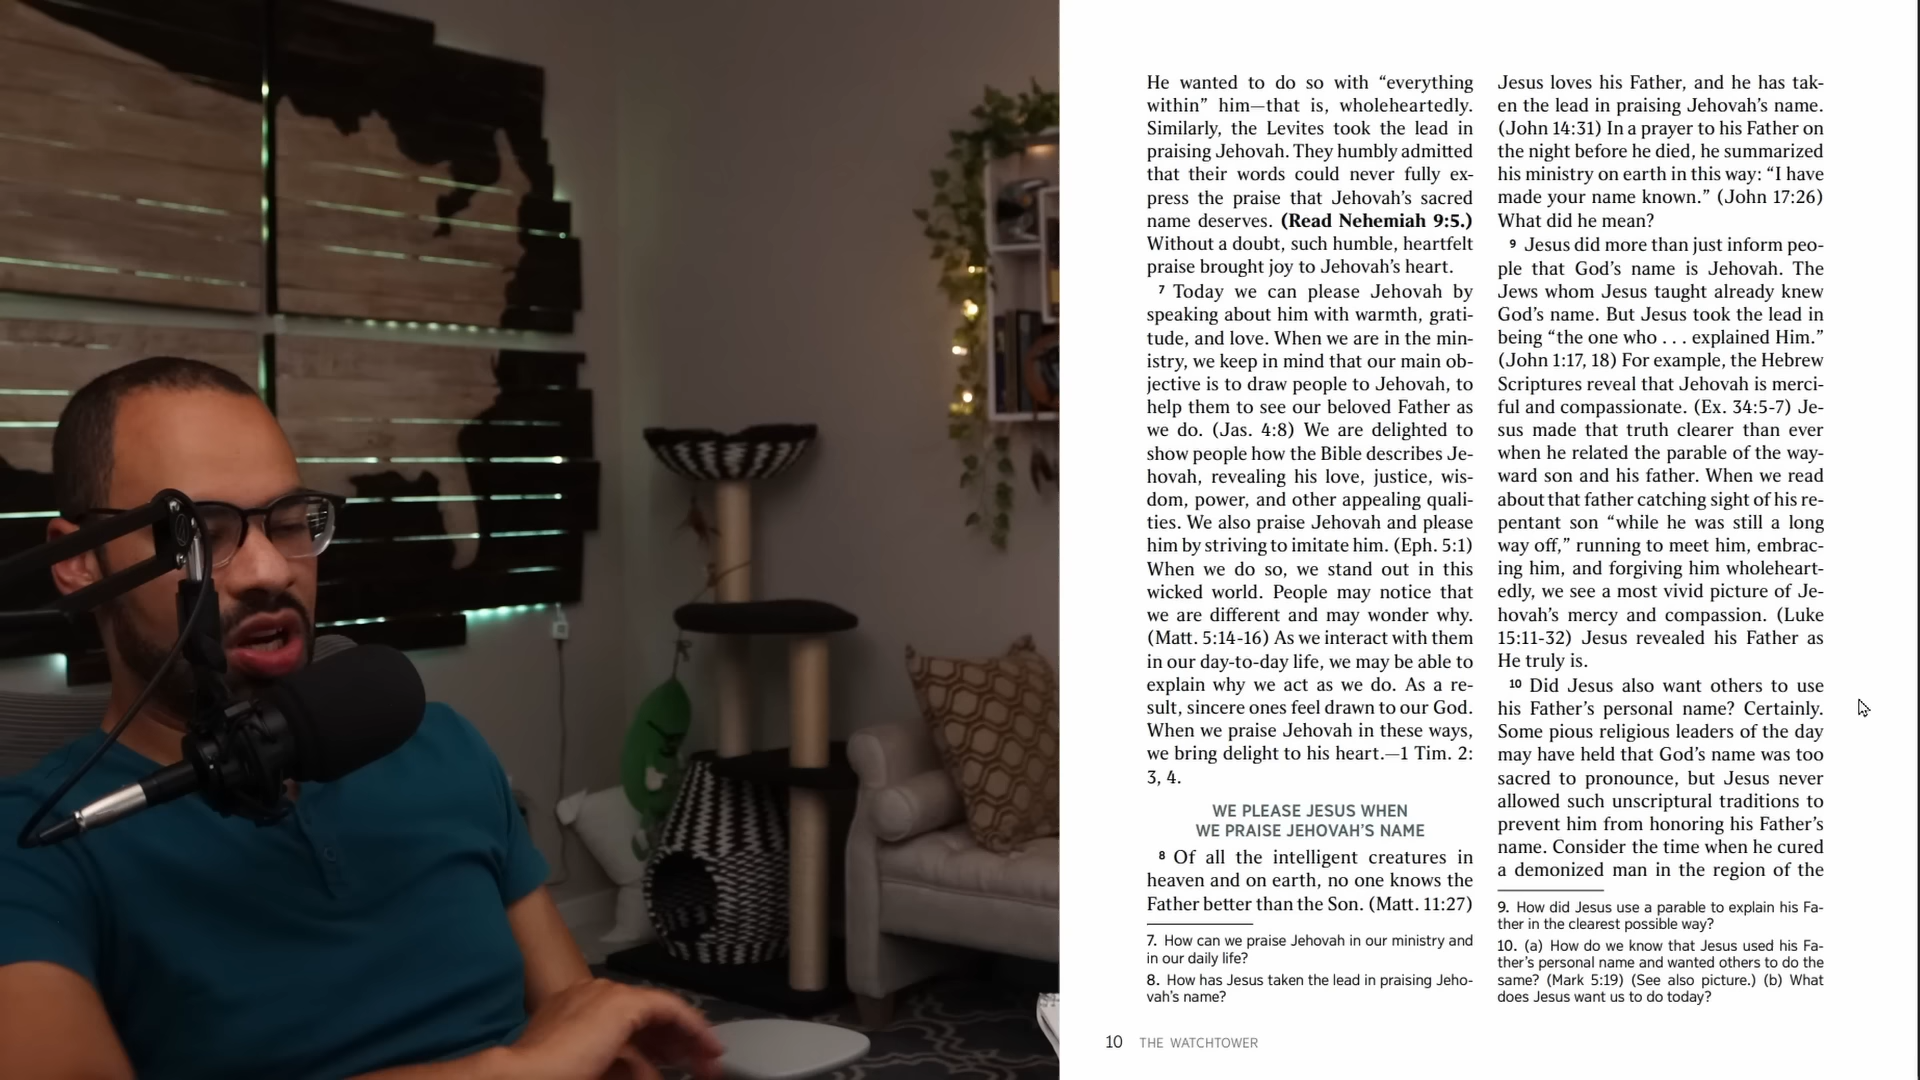 He wanted to do so with “everything
within” him—that is, wholeheartedly.
Similarly, the Levites took the lead in
praising Jehovah. They humbly admitted
that their words could never fully ex-
press the praise that Jehovah’s sacred
name deserves. (Read Nehemiah 9:5.)
Without a doubt, such humble, heartfelt
praise brought joy to Jehovah’s heart.
7 Today we can please Jehovah by
speaking about him with warmth, grati-
tude, and love. When we are in the min-
istry, we keep in mind that our main ob-
jective is to draw people to Jehovah, to
help them to see our beloved Father as
we do. (Jas. 4:8) We are delighted to
show people how the Bible describes Je-
hovah, revealing his love, justice, wis-
dom, power, and other appealing quali-
ties. We also praise Jehovah and please
him by striving to imitate him. (Eph. 5:1)
When we do so, we stand out in this
wicked world. People may notice that
we are different and may wonder why.
(Matt. 5:14-16) As we interact with them
in our day-to-day life, we may be able to
explain why we act as we do. As a re-
sult, sincere ones feel drawn to our God.
When we praise Jehovah in these ways,
we bring delight to his heart.—1 Tim. 2:
3, 4.
WE PLEASE JESUS WHEN
WE PRAISE JEHOVAH’S NAME
8 Of all the intelligent creatures in
heaven and on earth, no one knows the
Father better than the Son. (Matt. 11:27)
7. How can we praise Jehovah in our ministry and
in our daily life?
8. How has Jesus taken the lead in praising Jeho-
vah’s name?
Jesus loves his Father, and he has tak-
en the lead in praising Jehovah’s name.
(John 14:31) In a prayer to his Father on
the night before he died, he summarized
his ministry on earth in this way: “I have
made your name known.” (John 17:26)
What did he mean?
9 Jesus did more than just inform peo-
ple that God’s name is Jehovah. The
Jews whom Jesus taught already knew
God’s name. But Jesus took the lead in
being “the one who . . . explained Him.”
(John 1:17, 18) For example, the Hebrew
Scriptures reveal that Jehovah is merci-
ful and compassionate. (Ex. 34:5-7) Je-
sus made that truth clearer than ever
when he related the parable of the way-
ward son and his father. When we read
about that father catching sight of his re-
pentant son “while he was still a long
way off,” running to meet him, embrac-
ing him, and forgiving him wholeheart-
edly, we see a most vivid picture of Je-
hovah’s mercy and compassion. (Luke
15:11-32) Jesus revealed his Father as
He truly is.
10 Did Jesus also want others to use
his Father’s personal name? Certainly.
Some pious religious leaders of the day
may have held that God’s name was too
sacred to pronounce, but Jesus never
allowed such unscriptural traditions to
prevent him from honoring his Father’s
name. Consider the time when he cured
a demonized man in the region of the
9. How did Jesus use a parable to explain his Fa-
ther in the clearest possible way?
10. (a) How do we know that Jesus used his Fa-
ther’s personal name and wanted others to do the
same? (Mark 5:19) (See also picture.) (b) What
does Jesus want us to do today?
10 THE WATCHTOWER